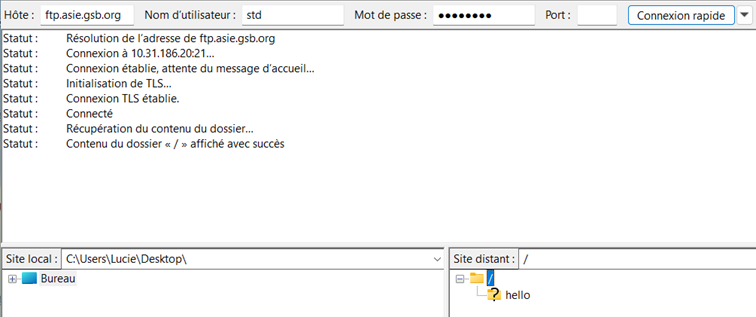 Hôte : ftp.asie.gsb.org Nom d'utilisateur : std Mot de passe : ●●●●●●●● Port : Connexion rapide
Statut : Résolution de l'adresse de ftp.asie.gsb.org
Statut : Connexion à 10.31.186.20:21...
Statut : Connexion établie, attente du message d'accueil...
Statut : Initialisation de TLS...
Statut : Connexion TLS établie.
Statut : Connecté
Statut : Récupération du contenu du dossier...
Statut : Contenu du dossier « / » affiché avec succès
Site local : C:\Users\Lucie\Desktop\
Bureau
Site distant : /
/
hello